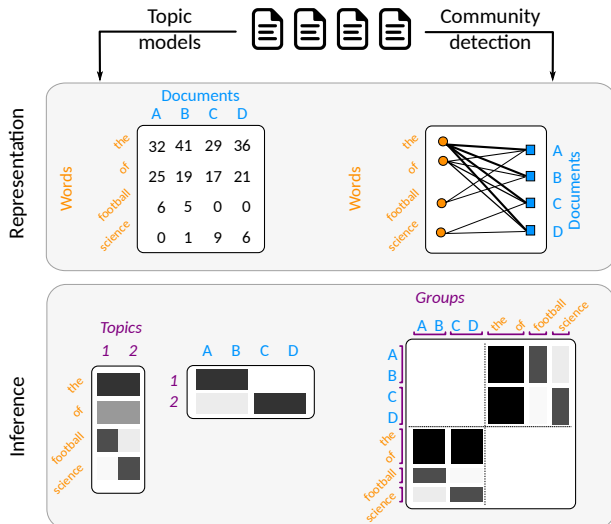 Topic
models
Community
detection
Representation
Documents
A B C D
Words
the
of
football
science
32 41 29 36
25 19 17 21
6 5 0 0
0 1 9 6
Words
the
of
football
science
A
B
C
D
Documents
Inference
Topics
1 2
the
of
football
science
A B C D
1
2
Groups
A B C D the of football science
A
B
C
D
the
of
football
science